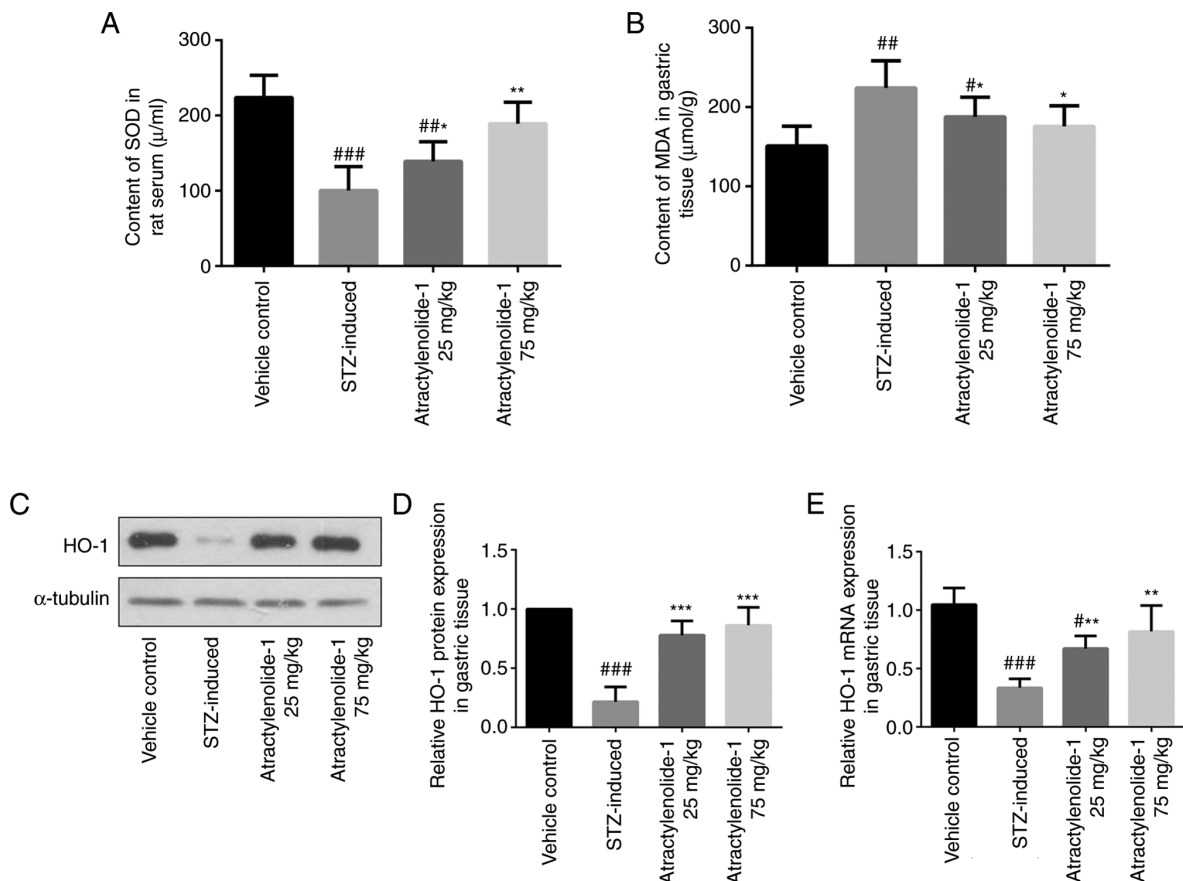 A
Content of SOD in
rat serum (µ/ml)
300
200
100
0
###
##*
**
Vehicle control
STZ-induced
Atractylenolide-1
25 mg/kg
Atractylenolide-1
75 mg/kg
B
Content of MDA in gastric
tissue (µmol/g)
300
200
100
0
##
#*
*
Vehicle control
STZ-induced
Atractylenolide-1
25 mg/kg
Atractylenolide-1
75 mg/kg
C
HO-1
α-tubulin
Vehicle control
STZ-induced
Atractylenolide-1
25 mg/kg
Atractylenolide-1
75 mg/kg
D
Relative HO-1 protein expression
in gastric tissue
1.5
1.0
0.5
0.0
###
***
***
Vehicle control
STZ-induced
Atractylenolide-1
25 mg/kg
Atractylenolide-1
75 mg/kg
E
Relative HO-1 mRNA expression
in gastric tissue
1.5
1.0
0.5
0.0
###
#**
**
Vehicle control
STZ-induced
Atractylenolide-1
25 mg/kg
Atractylenolide-1
75 mg/kg